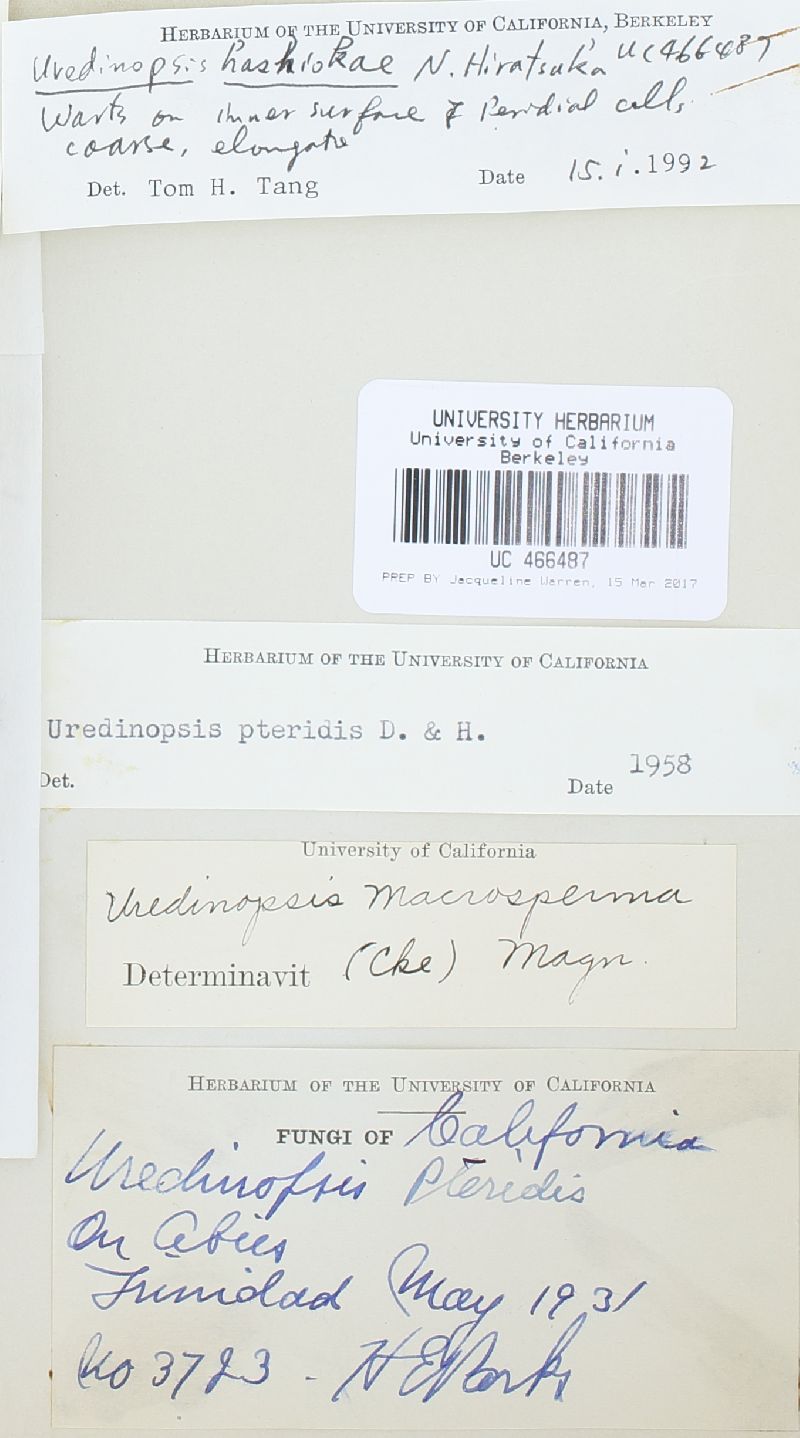 HERBARIUM OF THE UNIVERSITY OF CALIFORNIA, BERKELEY
Uredinopsis hashiokae N. Hiratsuka UC466487
Warts on inner surface of Peridial cells
coarse, elongate
Det. Tom H. Tang Date 15.i.1992
UNIVERSITY HERBARIUM
University of California
Berkeley
UC 466487
PREP BY Jacqueline Warren, 15 Mar 2017
HERBARIUM OF THE UNIVERSITY OF CALIFORNIA
Uredinopsis pteridis D. & H.
Det. Date 1958
University of California
Uredinopsis Macrosperma
Determinavit (Cke) Magn.
HERBARIUM OF THE UNIVERSITY OF CALIFORNIA
FUNGI OF California
Uredinopsis Pteridis
On Abies
Trinidad May 1931
No 3723 - H E Parks